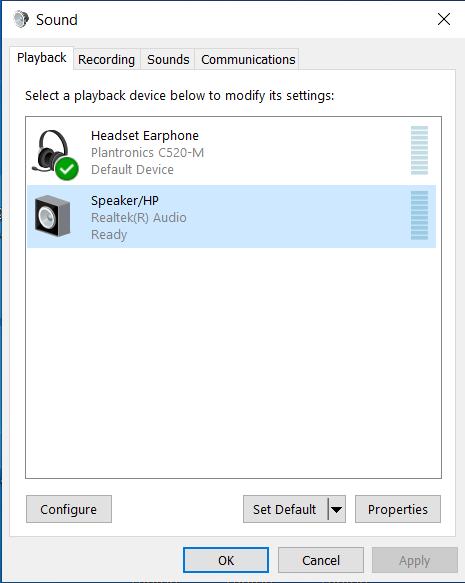 Sound
Playback
Recording
Sounds
Communications
Select a playback device below to modify its settings:
Headset Earphone
Plantronics C520-M
Default Device
Speaker/HP
Realtek(R) Audio
Ready
Configure
Set Default
Properties
OK
Cancel
Apply